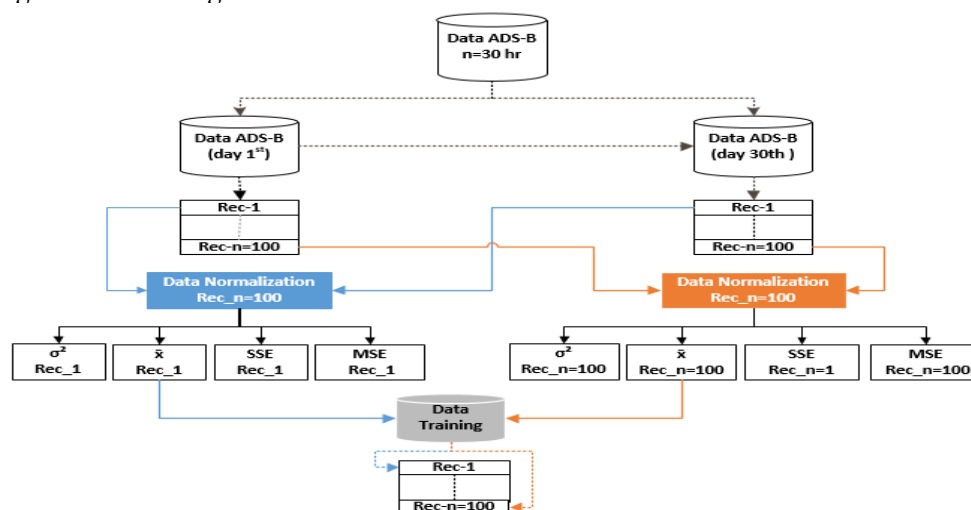 Data ADS-B
n=30 hr
Data ADS-B
(day 1st)
Data ADS-B
(day 30th )
Rec-1
Rec-n=100
Rec-1
Rec-n=100
Data Normalization
Rec_n=100
Data Normalization
Rec_n=100
σ²
Rec_1
x̄
Rec_1
SSE
Rec_1
MSE
Rec_1
σ²
Rec_n=100
x̄
Rec_n=100
SSE
Rec_n=1
MSE
Rec_n=100
Data
Training
Rec-1
Rec-n=100